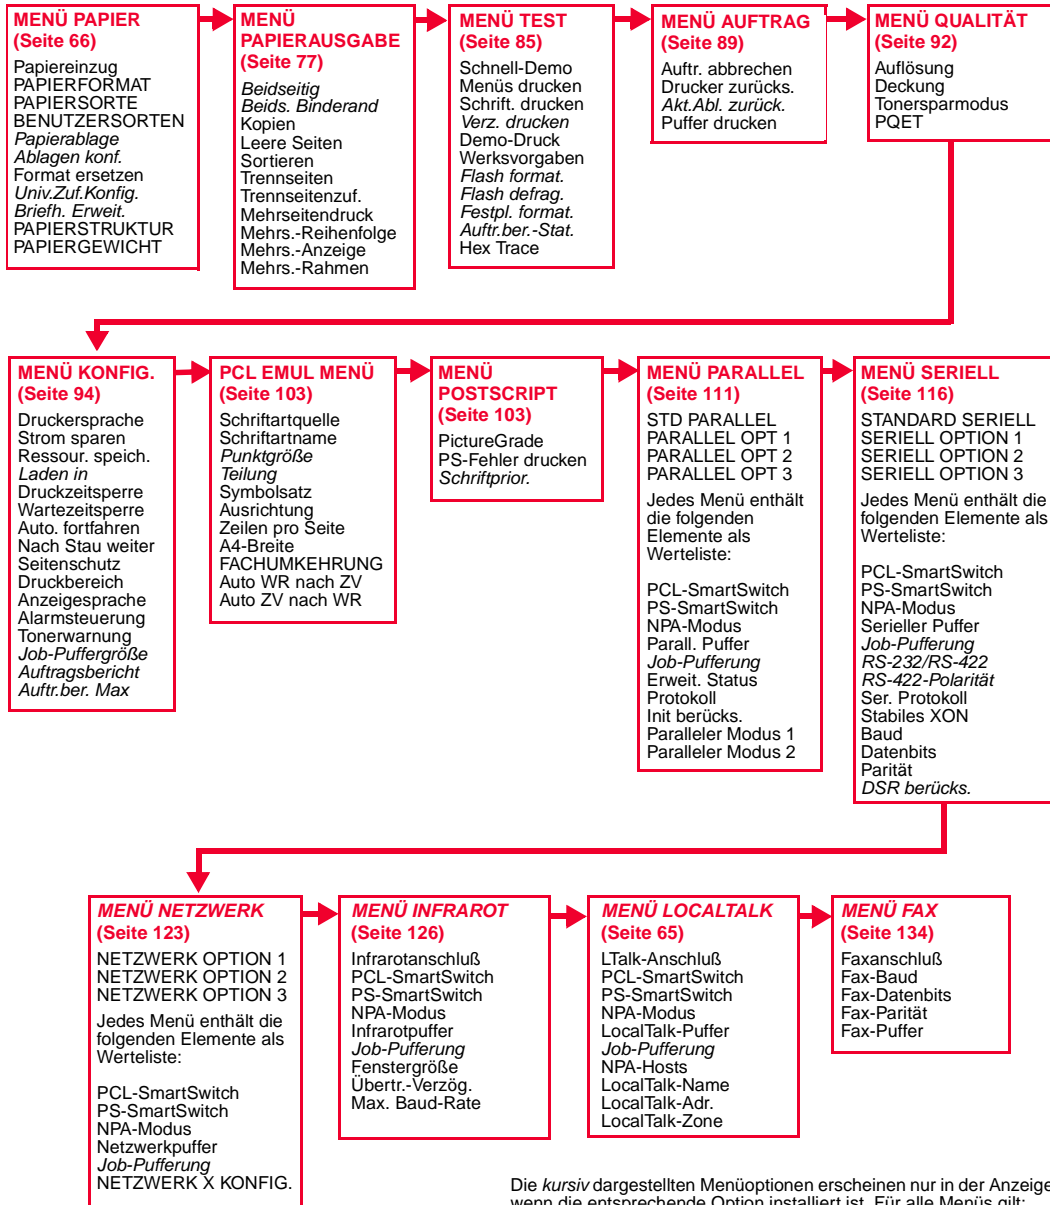 MENÜ PAPIER
(Seite 66)
Papiereinzug
PAPIERFORMAT
PAPIERSORTE
BENUTZERSORTEN
Papierablage
Ablagen konf.
Format ersetzen
Univ.Zuf.Konfig.
Briefh. Erweit.
PAPIERSTRUKTUR
PAPIERGEWICHT
MENÜ
PAPIERAUSGABE
(Seite 77)
Beidseitig
Beids. Binderand
Kopien
Leere Seiten
Sortieren
Trennseiten
Trennseitenzuf.
Mehrseitendruck
Mehrs.-Reihenfolge
Mehrs.-Anzeige
Mehrs.-Rahmen
MENÜ TEST
(Seite 85)
Schnell-Demo
Menüs drucken
Schrift. drucken
Verz. drucken
Demo-Druck
Werksvorgaben
Flash format.
Flash defrag.
Festpl. format.
Auftr.ber.-Stat.
Hex Trace
MENÜ AUFTRAG
(Seite 89)
Auftr. abbrechen
Drucker zurücks.
Akt.Abl. zurück.
Puffer drucken
MENÜ QUALITÄT
(Seite 92)
Auflösung
Deckung
Tonersparmodus
PQET
MENÜ KONFIG.
(Seite 94)
Druckersprache
Strom sparen
Ressour. speich.
Laden in
Druckzeitsperre
Wartezeitsperre
Auto. fortfahren
Nach Stau weiter
Seitenschutz
Druckbereich
Anzeigesprache
Alarmsteuerung
Tonerwarnung
Job-Puffergröße
Auftragsbericht
Auftr.ber. Max
PCL EMUL MENÜ
(Seite 103)
Schriftartquelle
Schriftartname
Punktgröße
Teilung
Symbolsatz
Ausrichtung
Zeilen pro Seite
A4-Breite
FACHUMKEHRUNG
Auto WR nach ZV
Auto ZV nach WR
MENÜ
POSTSCRIPT
(Seite 103)
PictureGrade
PS-Fehler drucken
Schriftprior.
MENÜ PARALLEL
(Seite 111)
STD PARALLEL
PARALLEL OPT 1
PARALLEL OPT 2
PARALLEL OPT 3
Jedes Menü enthält
die folgenden
Elemente als
Werteliste:
PCL-SmartSwitch
PS-SmartSwitch
NPA-Modus
Parall. Puffer
Job-Pufferung
Erweit. Status
Protokoll
Init berücks.
Paralleler Modus 1
Paralleler Modus 2
MENÜ SERIELL
(Seite 116)
STANDARD SERIELL
SERIELL OPTION 1
SERIELL OPTION 2
SERIELL OPTION 3
Jedes Menü enthält die
folgenden Elemente als
Werteliste:
PCL-SmartSwitch
PS-SmartSwitch
NPA-Modus
Serieller Puffer
Job-Pufferung
RS-232/RS-422
RS-422-Polarität
Ser. Protokoll
Stabiles XON
Baud
Datenbits
Parität
DSR berücks.
MENÜ NETZWERK
(Seite 123)
NETZWERK OPTION 1
NETZWERK OPTION 2
NETZWERK OPTION 3
Jedes Menü enthält die
folgenden Elemente als
Werteliste:
PCL-SmartSwitch
PS-SmartSwitch
NPA-Modus
Netzwerkpuffer
Job-Pufferung
NETZWERK X KONFIG.
MENÜ INFRAROT
(Seite 126)
Infrarotanschluß
PCL-SmartSwitch
PS-SmartSwitch
NPA-Modus
Infrarotpuffer
Job-Pufferung
Fenstergröße
Übertr.-Verzög.
Max. Baud-Rate
MENÜ LOCALTALK
(Seite 65)
LTalk-Anschluß
PCL-SmartSwitch
PS-SmartSwitch
NPA-Modus
LocalTalk-Puffer
Job-Pufferung
NPA-Hosts
LocalTalk-Name
LocalTalk-Adr.
LocalTalk-Zone
MENÜ FAX
(Seite 134)
Faxanschluß
Fax-Baud
Fax-Datenbits
Fax-Parität
Fax-Puffer
Die kursiv dargestellten Menüoptionen erscheinen nur in der Anzeige
wenn die entsprechende Option installiert ist. Für alle Menüs gilt: